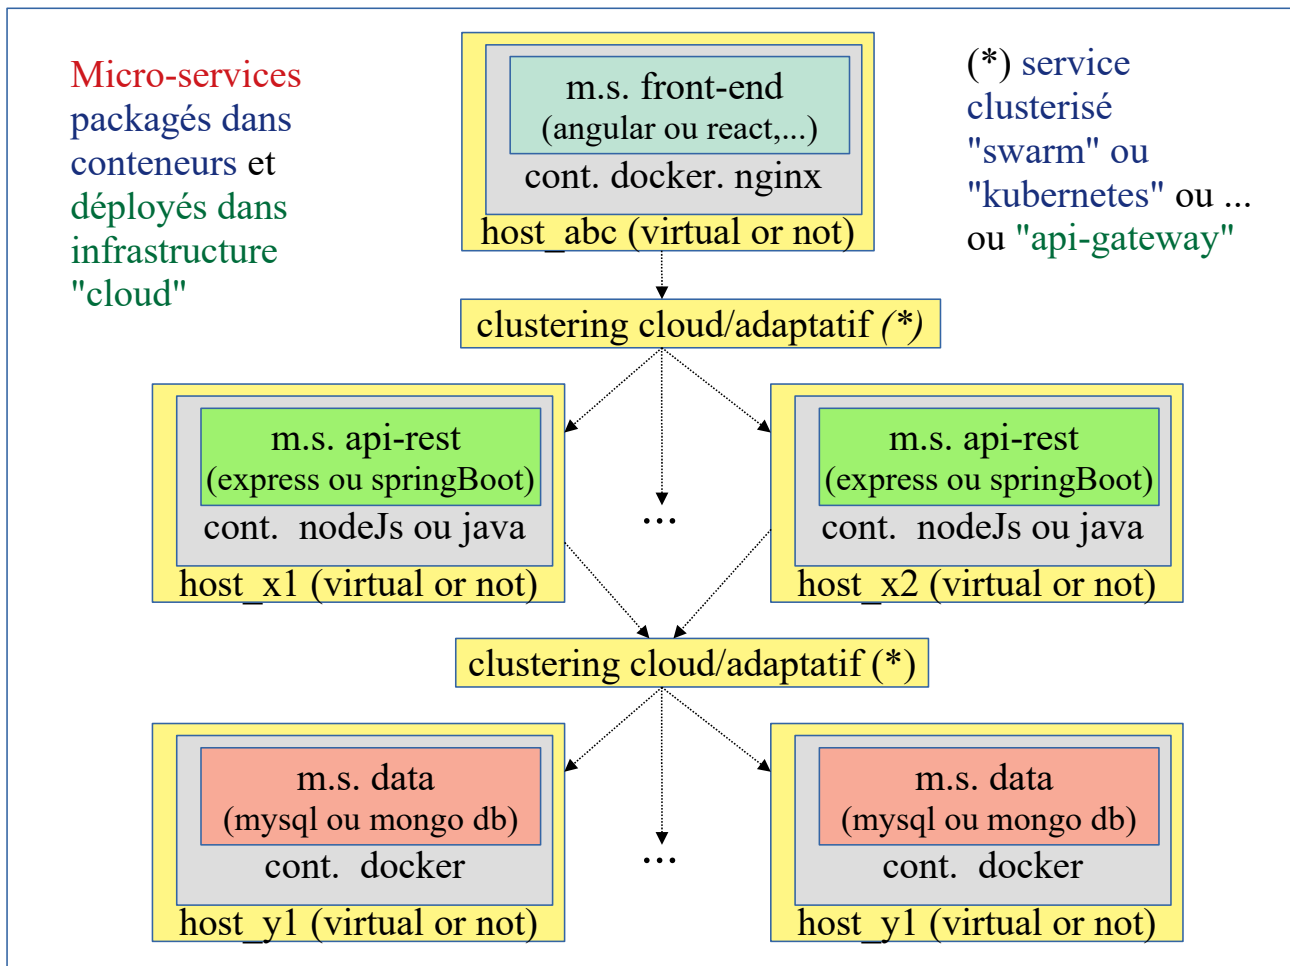 Micro-services
packagés dans
conteneurs et
déployés dans
infrastructure
"cloud"
m.s. front-end
(angular ou react,...)
cont. docker. nginx
host_abc (virtual or not)
(*) service
clusterisé
"swarm" ou
"kubernetes" ou ...
ou "api-gateway"
clustering cloud/adaptatif (*)
m.s. api-rest
(express ou springBoot)
cont. nodeJs ou java
host_x1 (virtual or not)
...
m.s. api-rest
(express ou springBoot)
cont. nodeJs ou java
host_x2 (virtual or not)
clustering cloud/adaptatif (*)
m.s. data
(mysql ou mongo db)
cont. docker
host_y1 (virtual or not)
...
m.s. data
(mysql ou mongo db)
cont. docker
host_y1 (virtual or not)